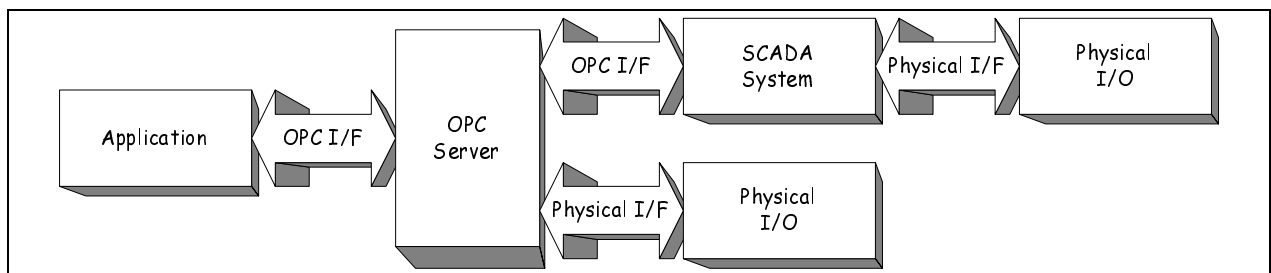 Application
OPC I/F
OPC
Server
OPC I/F
SCADA
System
Physical I/F
Physical
I/O
Physical I/F
Physical
I/O